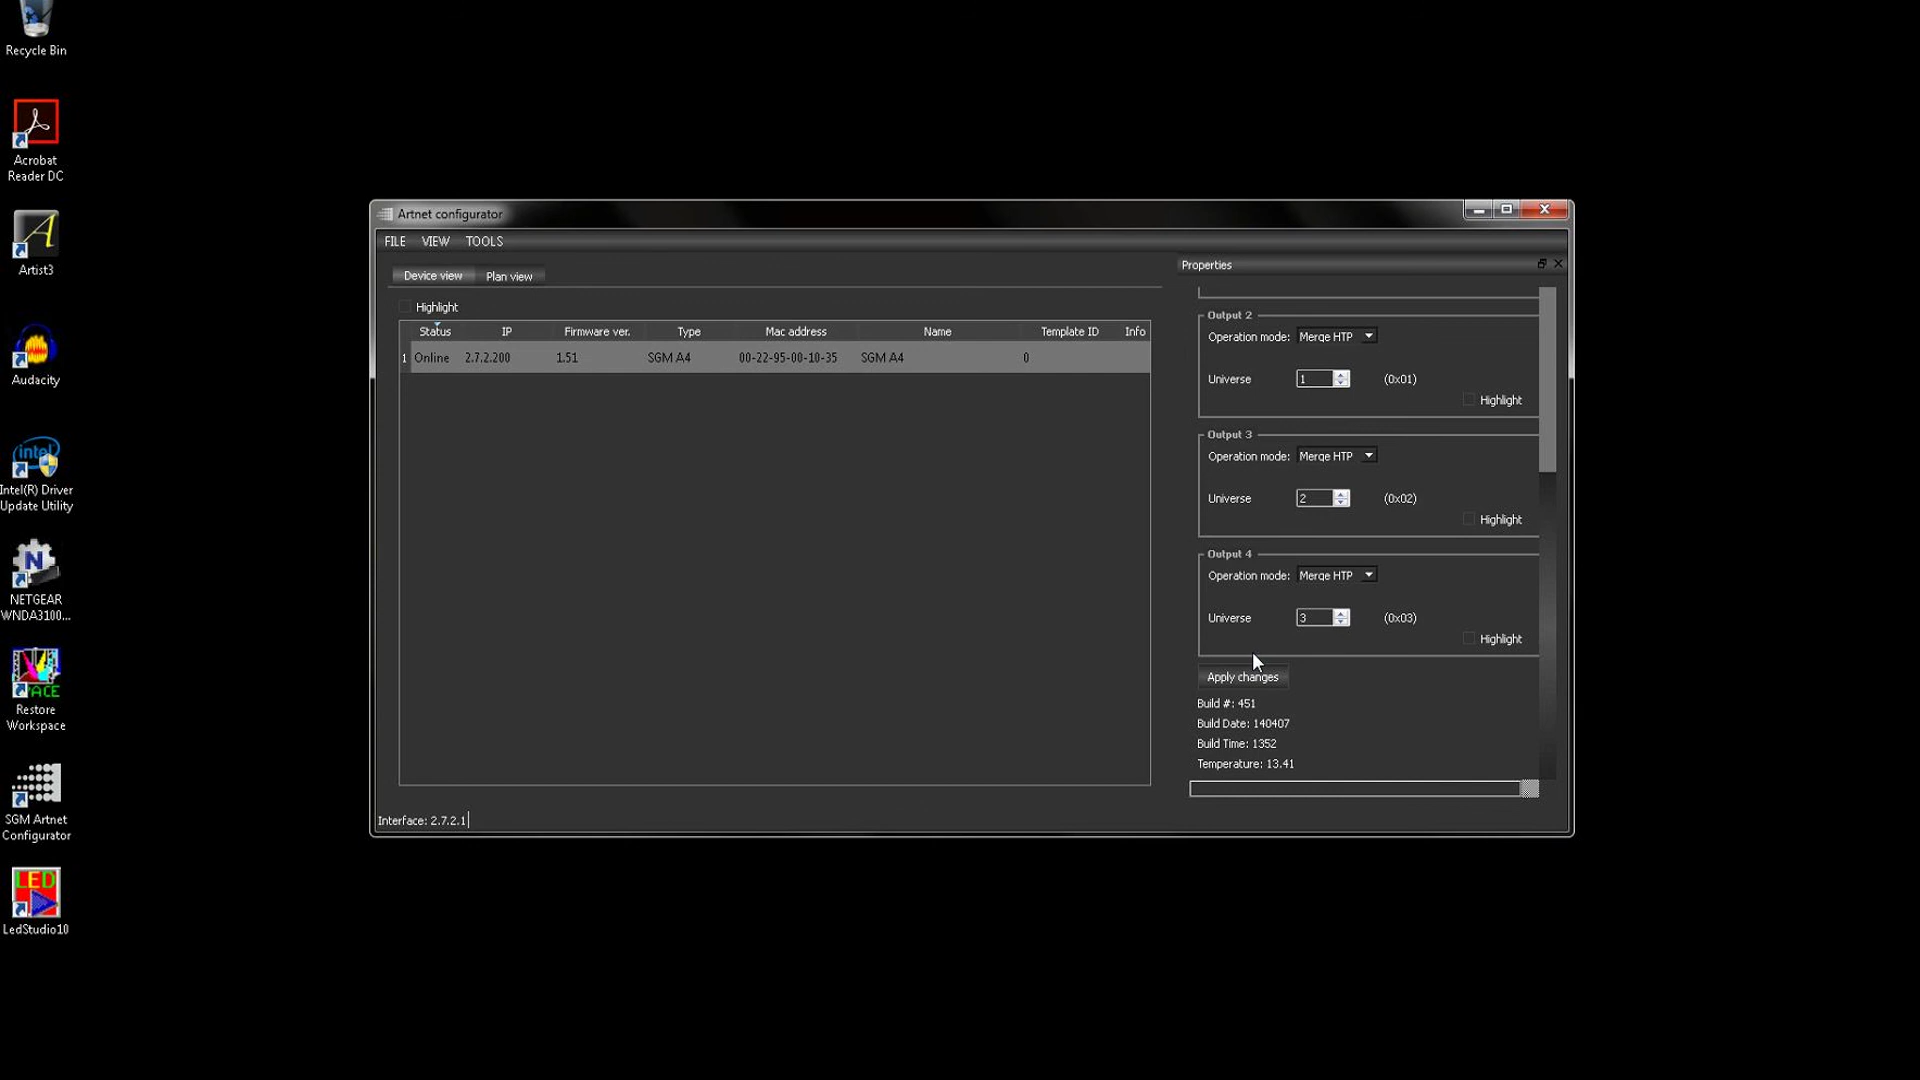 Recycle Bin
Acrobat
Reader DC
Artist3
Audacity
Intel(R) Driver
Update Utility
NETGEAR
WNDA3100...
Restore
Workspace
SGM Artnet
Configurator
LED
LedStudio10
Artnet configurator
FILE VIEW TOOLS
Device view Plan view
Highlight
Status IP Firmware ver. Type Mac address Name Template ID Info
1 Online 2.7.2.200 1.51 SGM A4 00-22-95-00-10-35 SGM A4 0
Interface: 2.7.2.1
Properties
Output 2
Operation mode: Merge HTP
Universe 1 (0x01)
Highlight
Output 3
Operation mode: Merge HTP
Universe 2 (0x02)
Highlight
Output 4
Operation mode: Merge HTP
Universe 3 (0x03)
Highlight
Apply changes
Build #: 451
Build Date: 140407
Build Time: 1352
Temperature: 13.41